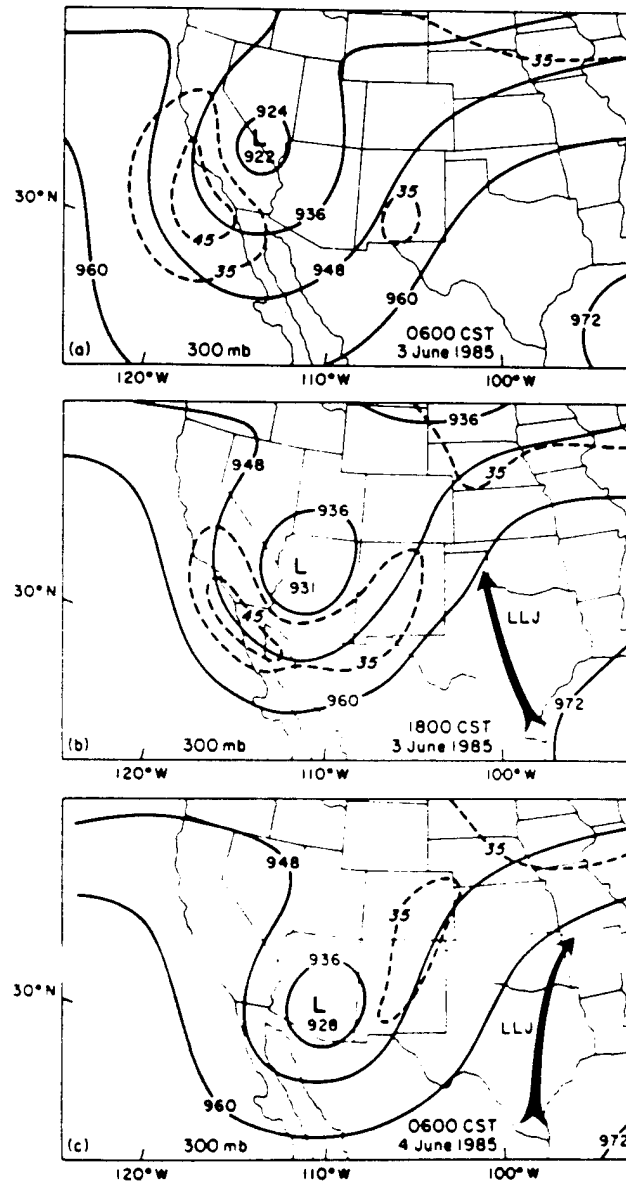 35
924
L
922
30°N
45
35
35
936
948
960
960
972
(a)
300 mb
0600 CST
3 June 1985
120°W
110°W
100°W
936
948
35
936
L
931
30°N
45
LLJ
35
960
972
(b)
300 mb
1800 CST
3 June 1985
120°W
110°W
100°W
35
948
35
936
L
928
30°N
LLJ
960
(c)
300 mb
0600 CST
4 June 1985
972
120°W
110°W
100°W